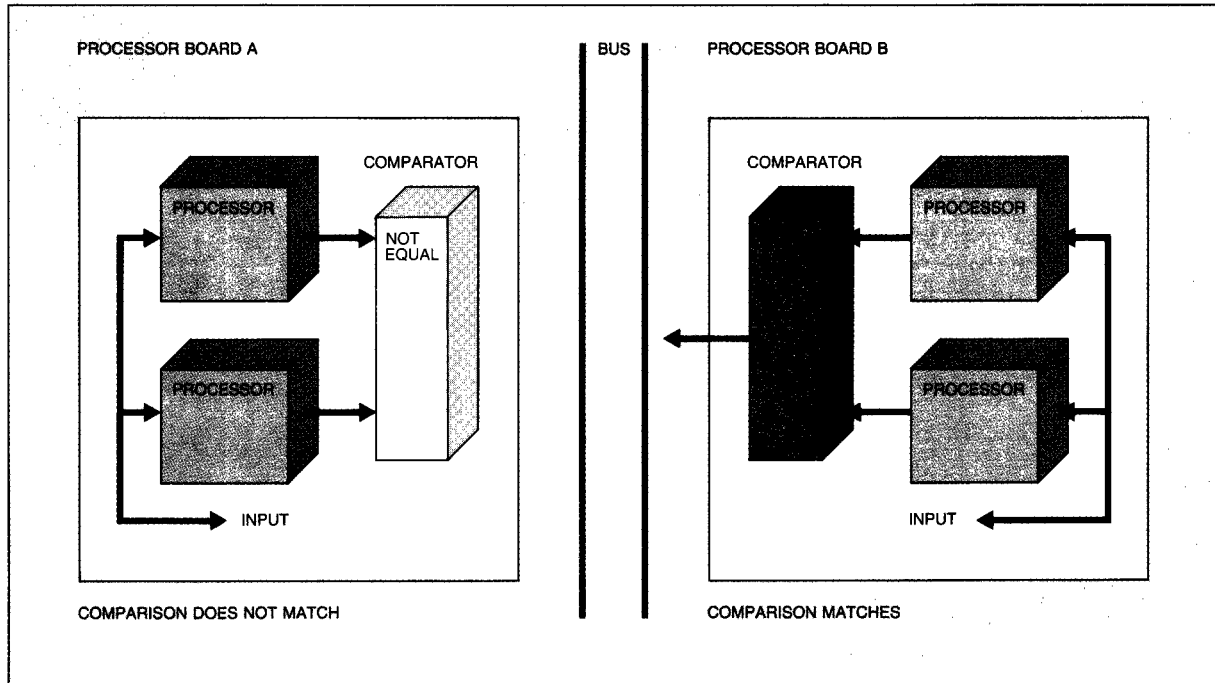 PROCESSOR BOARD A
BUS
PROCESSOR BOARD B
COMPARATOR
PROCESSOR
NOT
EQUAL
PROCESSOR
INPUT
COMPARATOR
PROCESSOR
PROCESSOR
INPUT
COMPARISON DOES NOT MATCH
COMPARISON MATCHES